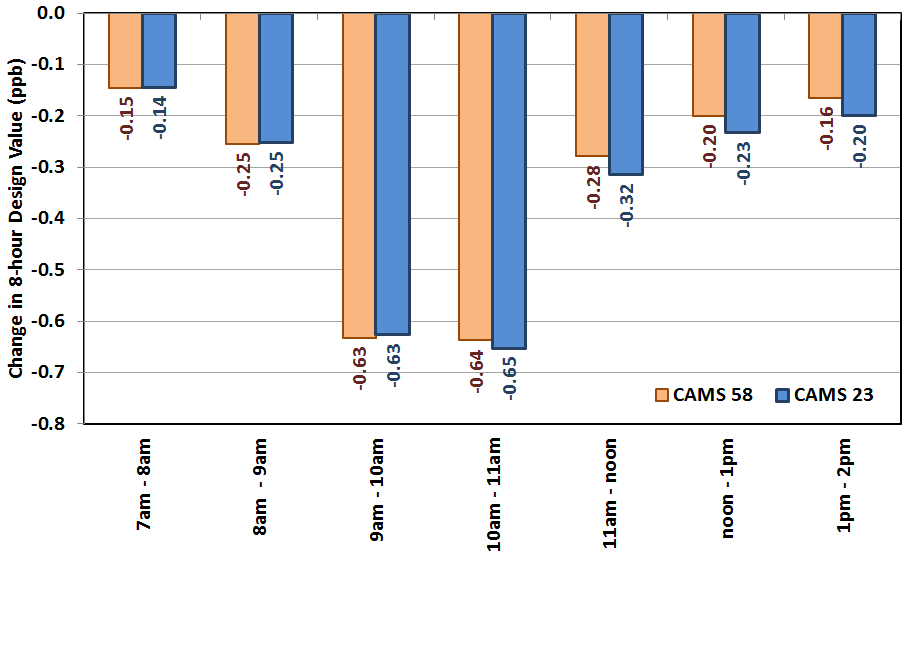 Change in 8-hour Design Value (ppb)
0.0
-0.1
-0.2
-0.3
-0.4
-0.5
-0.6
-0.7
-0.8
-0.15
-0.14
-0.25
-0.25
-0.63
-0.63
-0.64
-0.65
-0.28
-0.32
-0.20
-0.23
-0.16
-0.20
CAMS 58
CAMS 23
7am - 8am
8am - 9am
9am - 10am
10am - 11am
11am - noon
noon - 1pm
1pm - 2pm